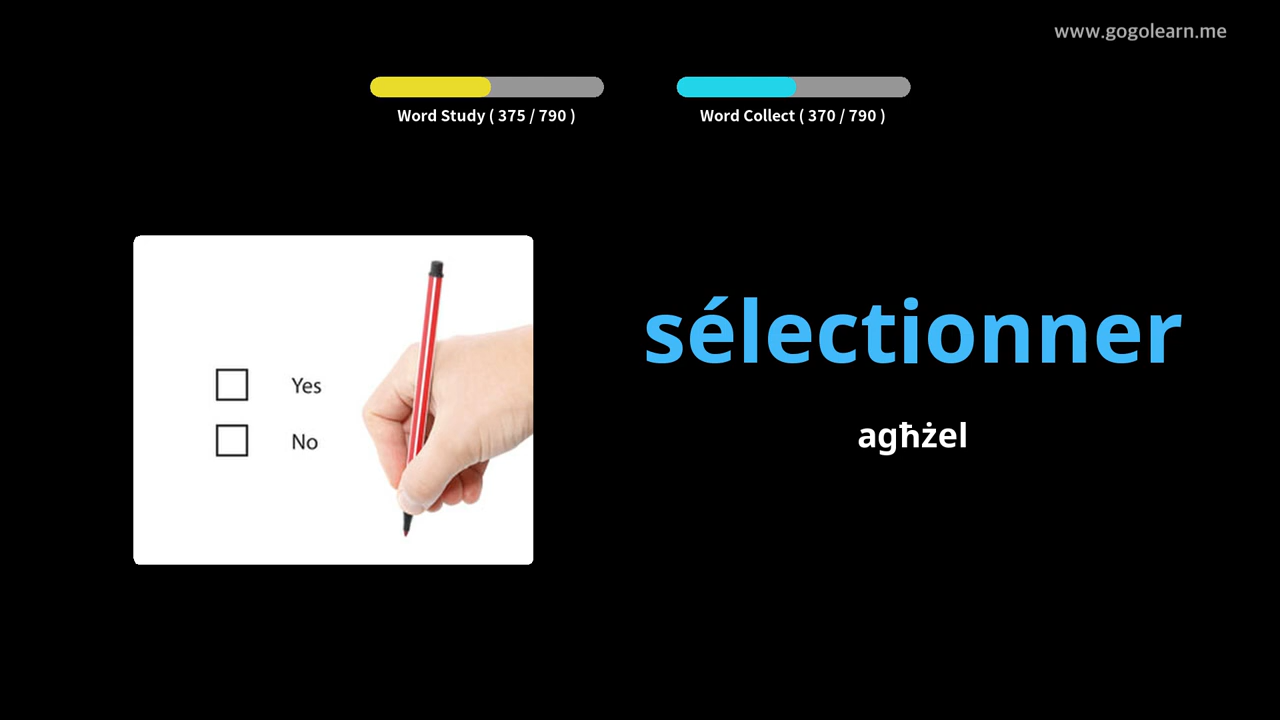 www.gogolearn.me
Word Study ( 375 / 790 )
Word Collect ( 370 / 790 )
Yes
No
sélectionner
agħżel